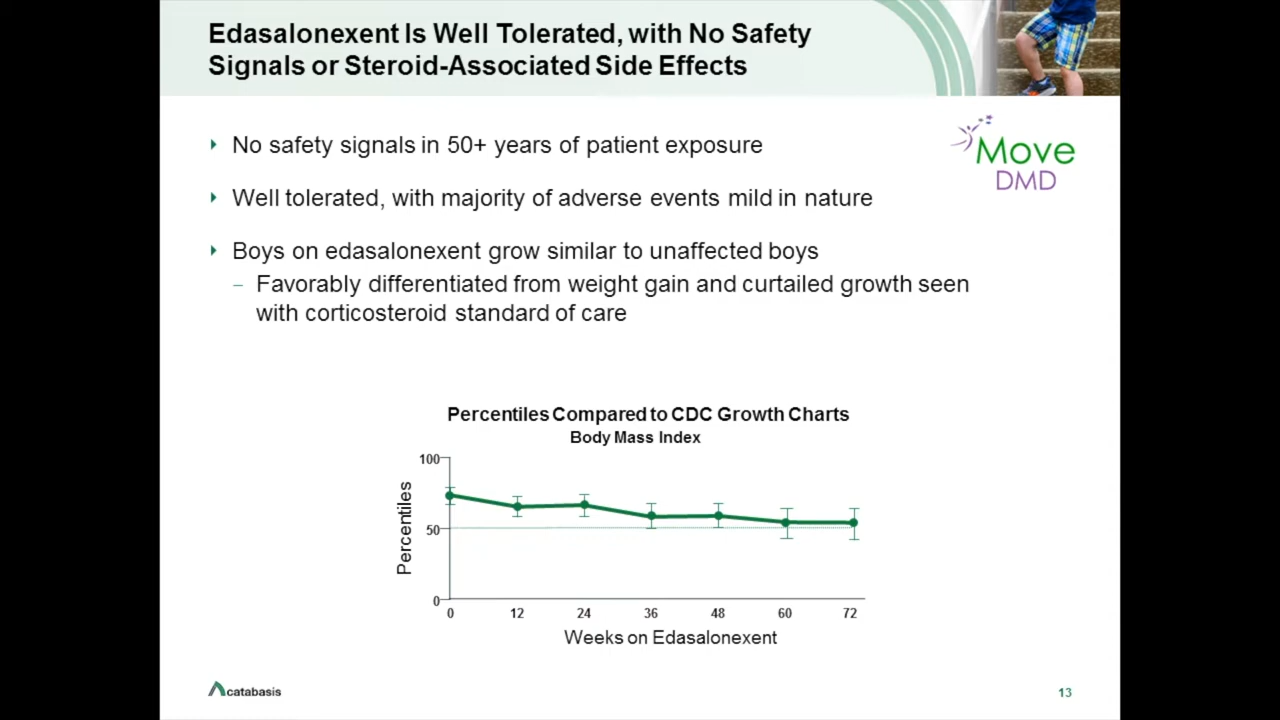 Edasalonexent Is Well Tolerated, with No Safety
Signals or Steroid-Associated Side Effects
Move
DMD
No safety signals in 50+ years of patient exposure
Well tolerated, with majority of adverse events mild in nature
Boys on edasalonexent grow similar to unaffected boys
– Favorably differentiated from weight gain and curtailed growth seen
with corticosteroid standard of care
Percentiles Compared to CDC Growth Charts
Body Mass Index
Percentiles
100
50
0
0 12 24 36 48 60 72
Weeks on Edasalonexent
catabasis
13